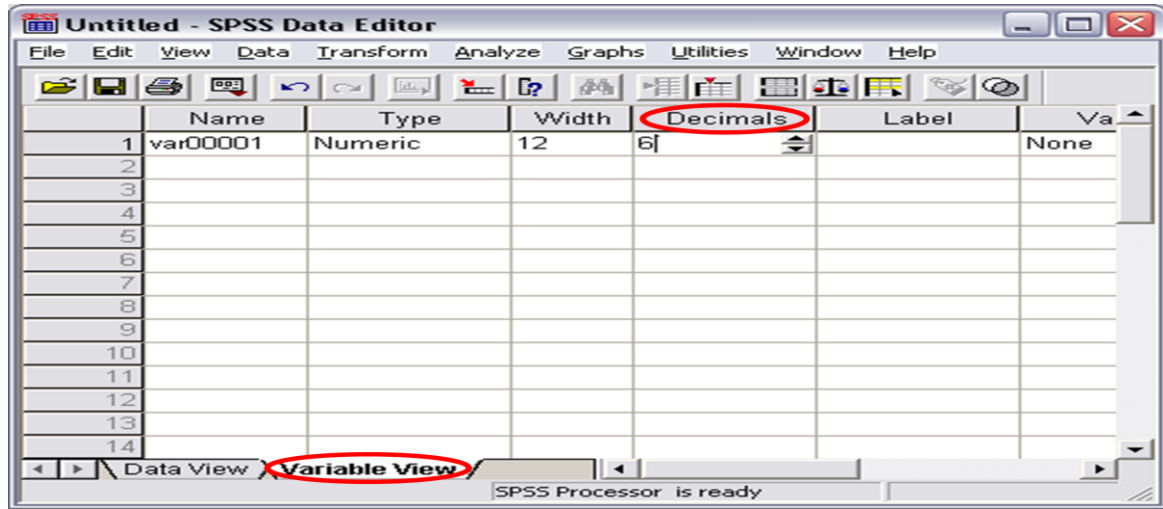 Untitled - SPSS Data Editor
File Edit View Data Transform Analyze Graphs Utilities Window Help
Name Type Width Decimals Label Va
1 var00001 Numeric 12 6 None
2
3
4
5
6
7
8
9
10
11
12
13
14
Data View Variable View
SPSS Processor is ready